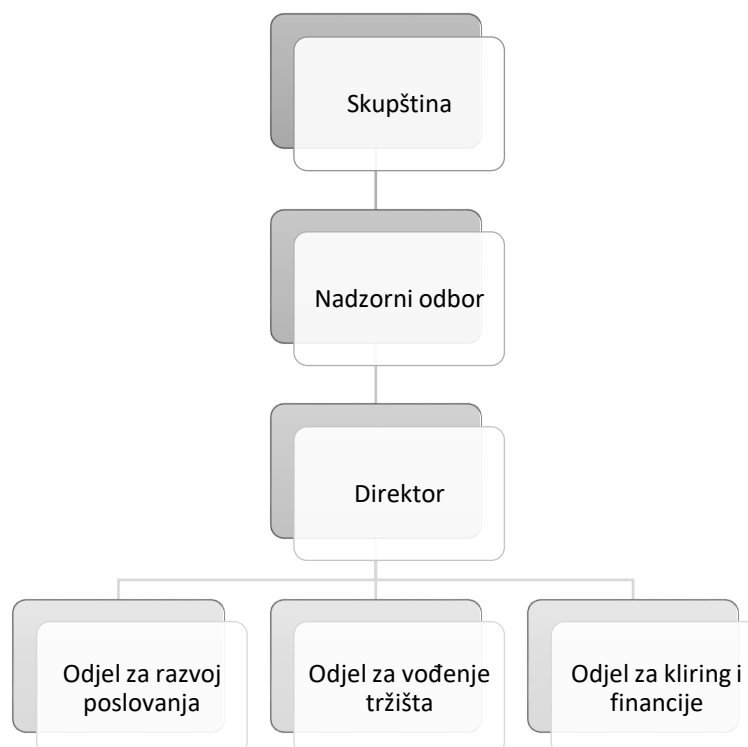 Skupština
Nadzorni odbor
Direktor
Odjel za razvoj
poslovanja
Odjel za vođenje
tržišta
Odjel za kliring i
financije